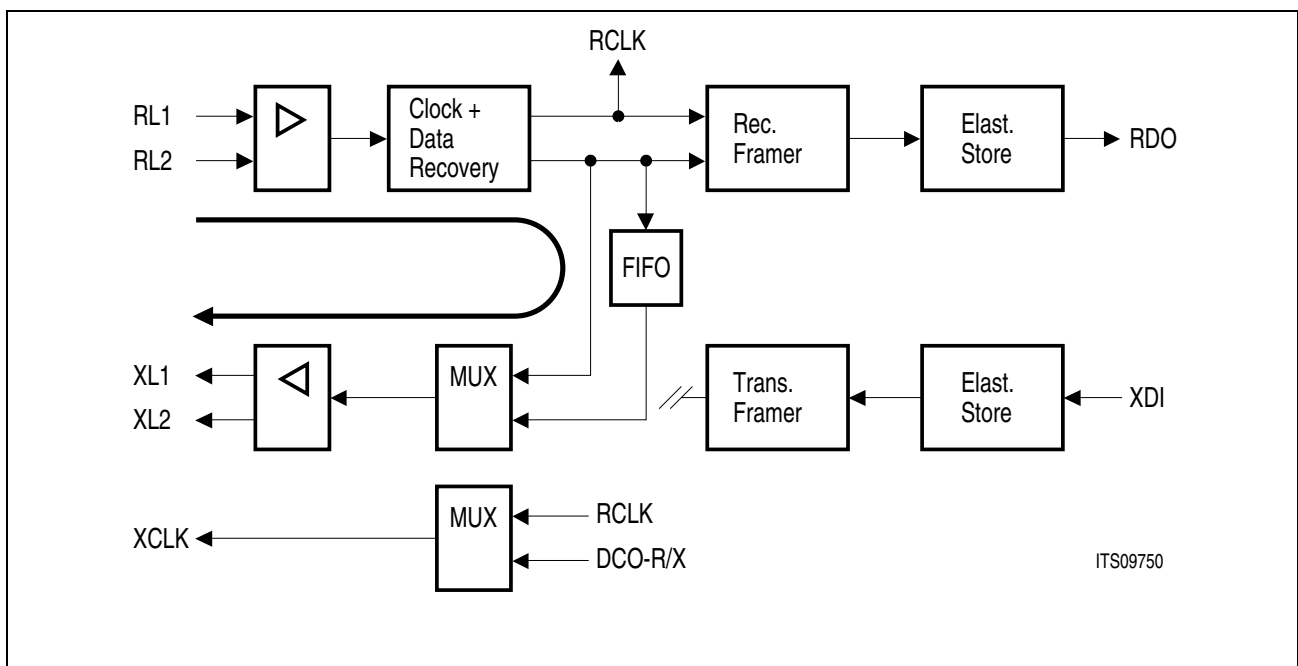 RCLK
RL1
RL2
Clock +
Data
Recovery
Rec.
Framer
Elast.
Store
RDO
FIFO
XL1
XL2
MUX
Trans.
Framer
Elast.
Store
XDI
XCLK
MUX
RCLK
DCO-R/X
ITS09750